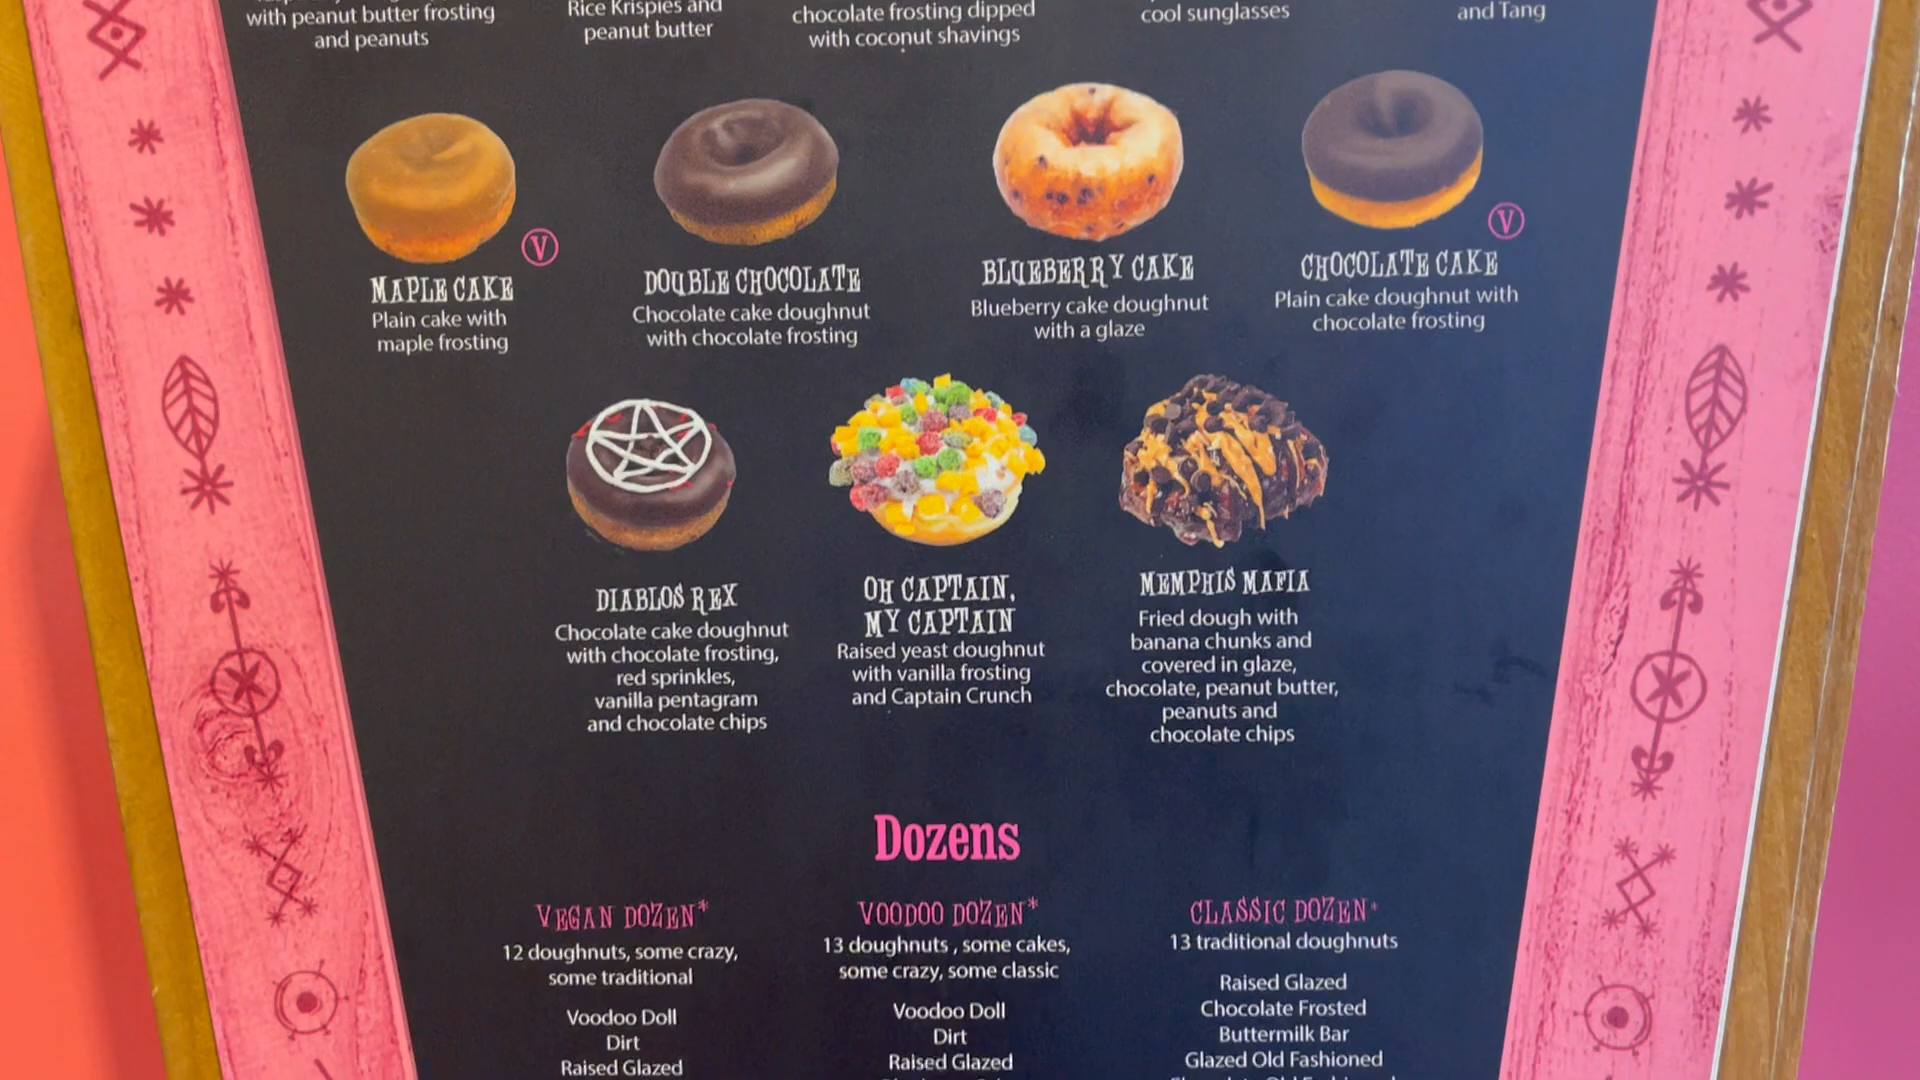 with peanut butter frosting
and peanuts
Rice Krispies and
peanut butter
chocolate frosting dipped
with coconut shavings
cool sunglasses
and Tang
V
MAPLE CAKE
Plain cake with
maple frosting
DOUBLE CHOCOLATE
Chocolate cake doughnut
with chocolate frosting
BLUEBERRY CAKE
Blueberry cake doughnut
with a glaze
V
CHOCOLATE CAKE
Plain cake doughnut with
chocolate frosting
DIABLOS REX
Chocolate cake doughnut
with chocolate frosting,
red sprinkles,
vanilla pentagram
and chocolate chips
OH CAPTAIN,
MY CAPTAIN
Raised yeast doughnut
with vanilla frosting
and Captain Crunch
MEMPHIS MAFIA
Fried dough with
banana chunks and
covered in glaze,
chocolate, peanut butter,
peanuts and
chocolate chips
Dozens
VEGAN DOZEN*
12 doughnuts, some crazy,
some traditional
Voodoo Doll
Dirt
Raised Glazed
VOODOO DOZEN*
13 doughnuts , some cakes,
some crazy, some classic
Voodoo Doll
Dirt
Raised Glazed
CLASSIC DOZEN*
13 traditional doughnuts
Raised Glazed
Chocolate Frosted
Buttermilk Bar
Glazed Old Fashioned